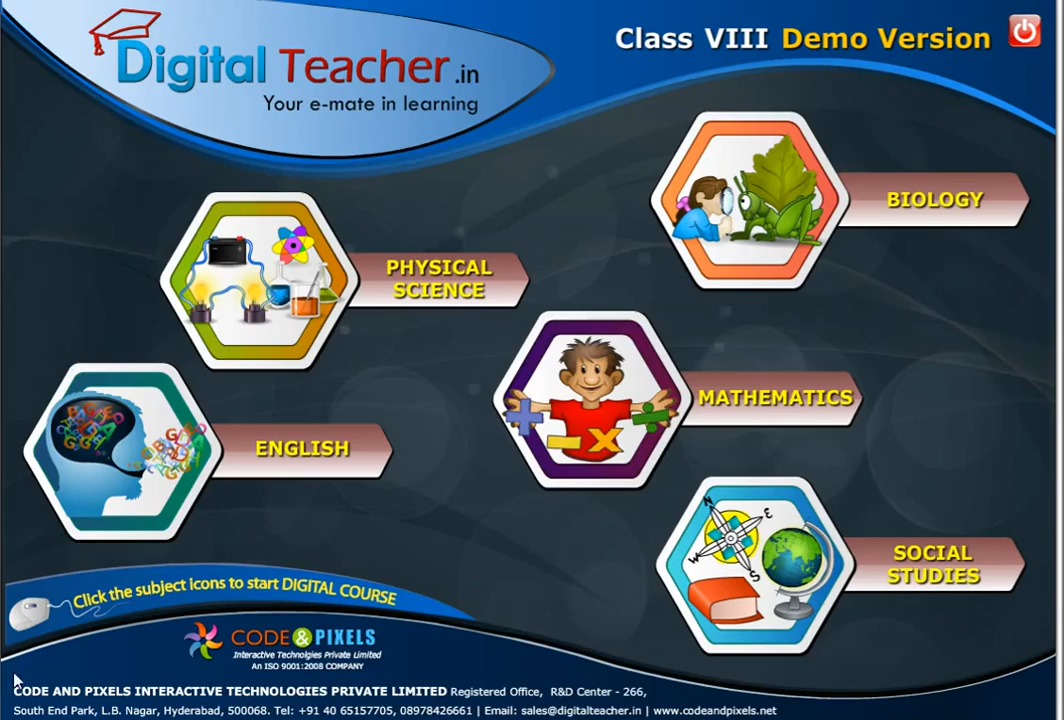 Digital Teacher.in
Your e-mate in learning
Class VIII Demo Version
BIOLOGY
PHYSICAL
SCIENCE
MATHEMATICS
ENGLISH
SOCIAL
STUDIES
N
E
W
S
Click the subject icons to start DIGITAL COURSE
CODE & PIXELS
Interactive Technolgies Private Limited
An ISO 9001:2008 COMPANY
CODE AND PIXELS INTERACTIVE TECHNOLOGIES PRIVATE LIMITED Registered Office, R&D Center - 266,
South End Park, L.B. Nagar, Hyderabad, 500068. Tel: +91 40 65157705, 08978426661 | Email: sales@digitalteacher.in | www.codeandpixels.net